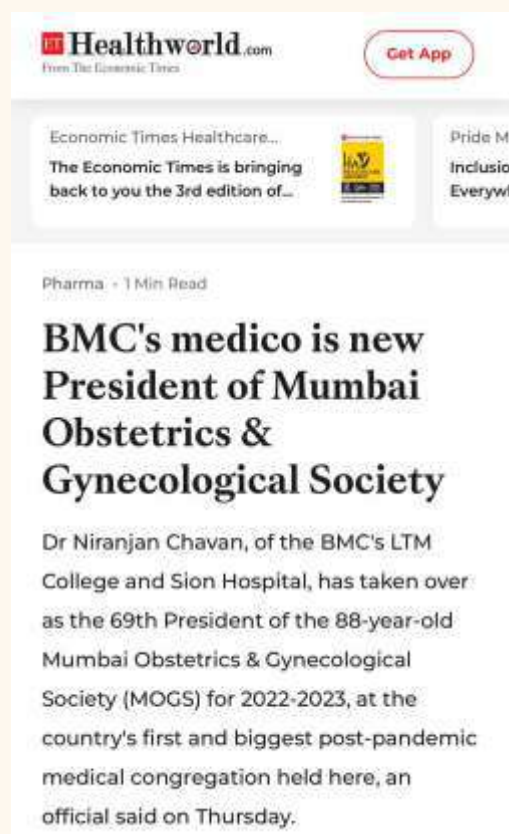 ET Healthworld.com
From The Economic Times
Get App
Economic Times Healthcare...
The Economic Times is bringing
back to you the 3rd edition of...
Pride M
Inclusio
Everywh
Pharma • 1 Min Read
BMC's medico is new
President of Mumbai
Obstetrics &
Gynecological Society
Dr Niranjan Chavan, of the BMC's LTM
College and Sion Hospital, has taken over
as the 69th President of the 88-year-old
Mumbai Obstetrics & Gynecological
Society (MOGS) for 2022-2023, at the
country's first and biggest post-pandemic
medical congregation held here, an
official said on Thursday.